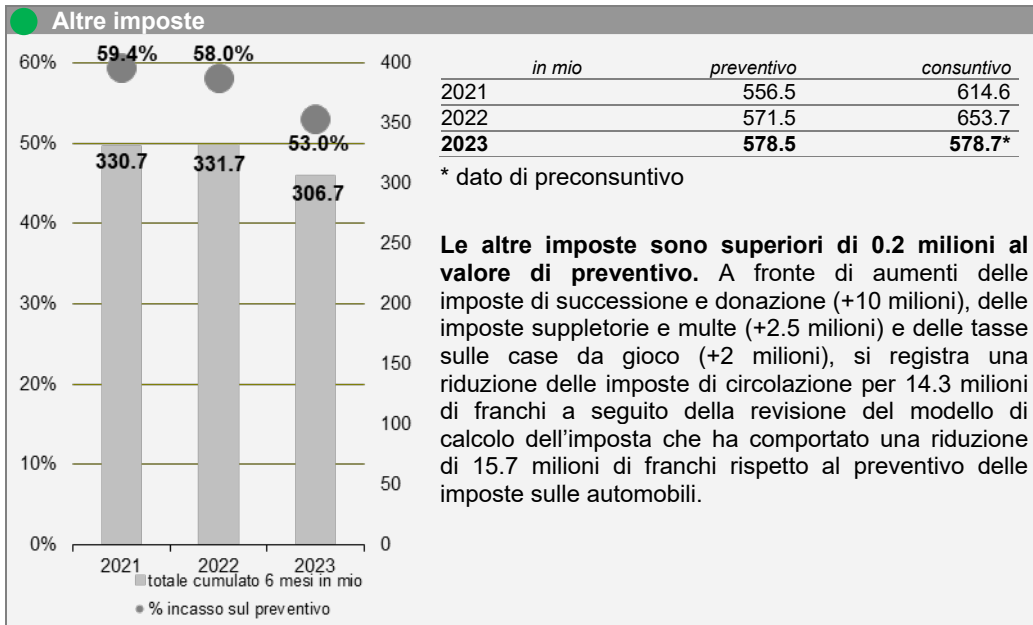 Altre imposte
60%
50%
40%
30%
20%
10%
0%
59.4%
58.0%
53.0%
330.7
331.7
306.7
400
350
300
250
200
150
100
50
0
2021 2022 2023
totale cumulato 6 mesi in mio
% incasso sul preventivo
in mio preventivo consuntivo
2021 556.5 614.6
2022 571.5 653.7
2023 578.5 578.7*
* dato di preconsuntivo
Le altre imposte sono superiori di 0.2 milioni al
valore di preventivo. A fronte di aumenti delle
imposte di successione e donazione (+10 milioni), delle
imposte suppletorie e multe (+2.5 milioni) e delle tasse
sulle case da gioco (+2 milioni), si registra una
riduzione delle imposte di circolazione per 14.3 milioni
di franchi a seguito della revisione del modello di
calcolo dell’imposta che ha comportato una riduzione
di 15.7 milioni di franchi rispetto al preventivo delle
imposte sulle automobili.